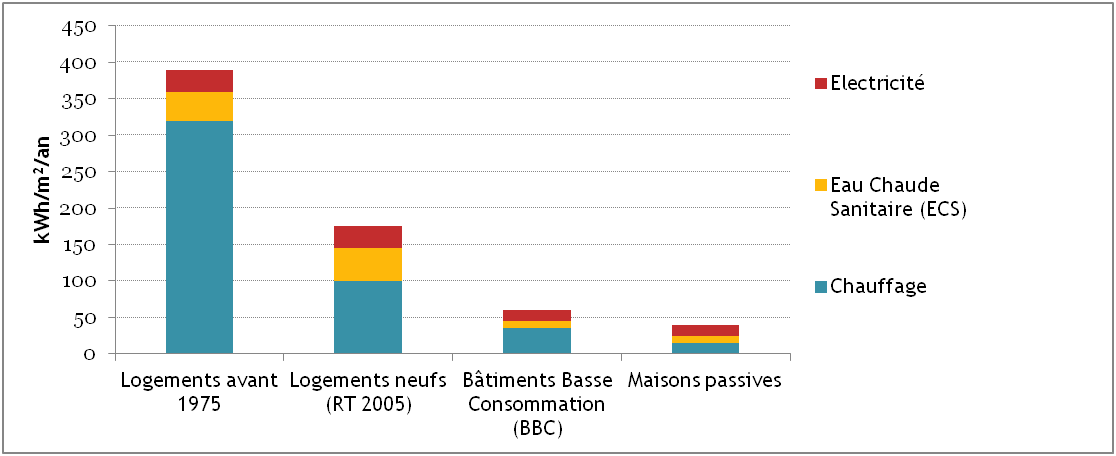 450
400
350
300
250
200
150
100
50
0
kWh/m²/an
Logements avant
1975
Logements neufs
(RT 2005)
Bâtiments Basse
Consommation
(BBC)
Maisons passives
Electricité
Eau Chaude
Sanitaire (ECS)
Chauffage